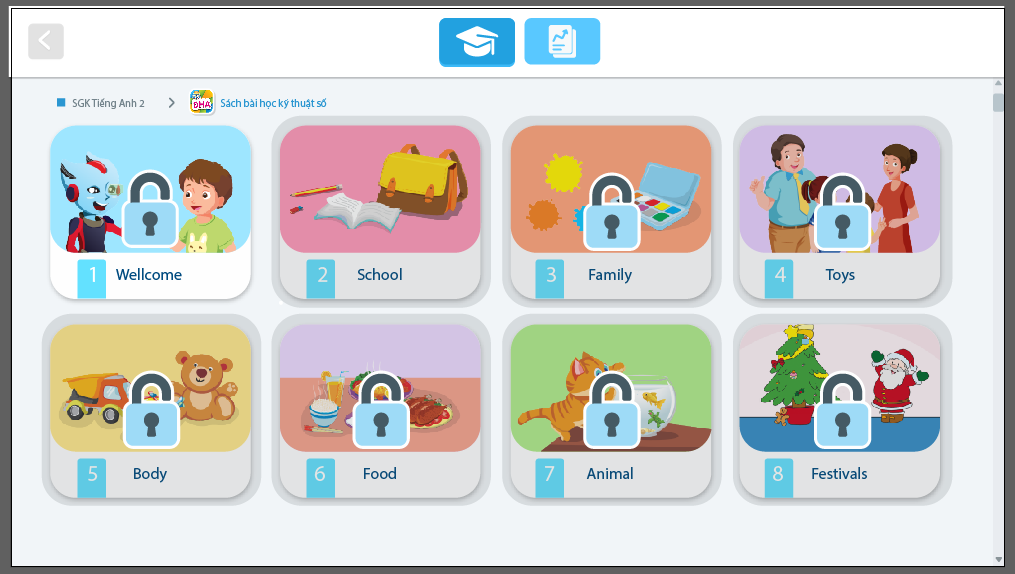 SGK Tiếng Anh 2
ĐHA
Sách bài học kỹ thuật số
1 Wellcome
2 School
3 Family
4 Toys
5 Body
6 Food
7 Animal
8 Festivals